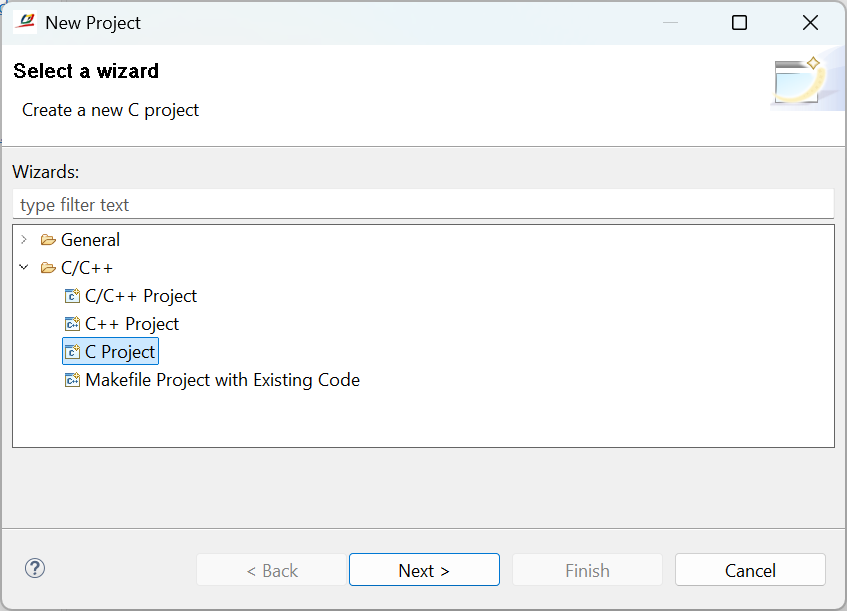 New Project
Select a wizard
Create a new C project
Wizards:
type filter text
General
C/C++
C/C++ Project
C++ Project
C Project
Makefile Project with Existing Code
? < Back Next > Finish Cancel